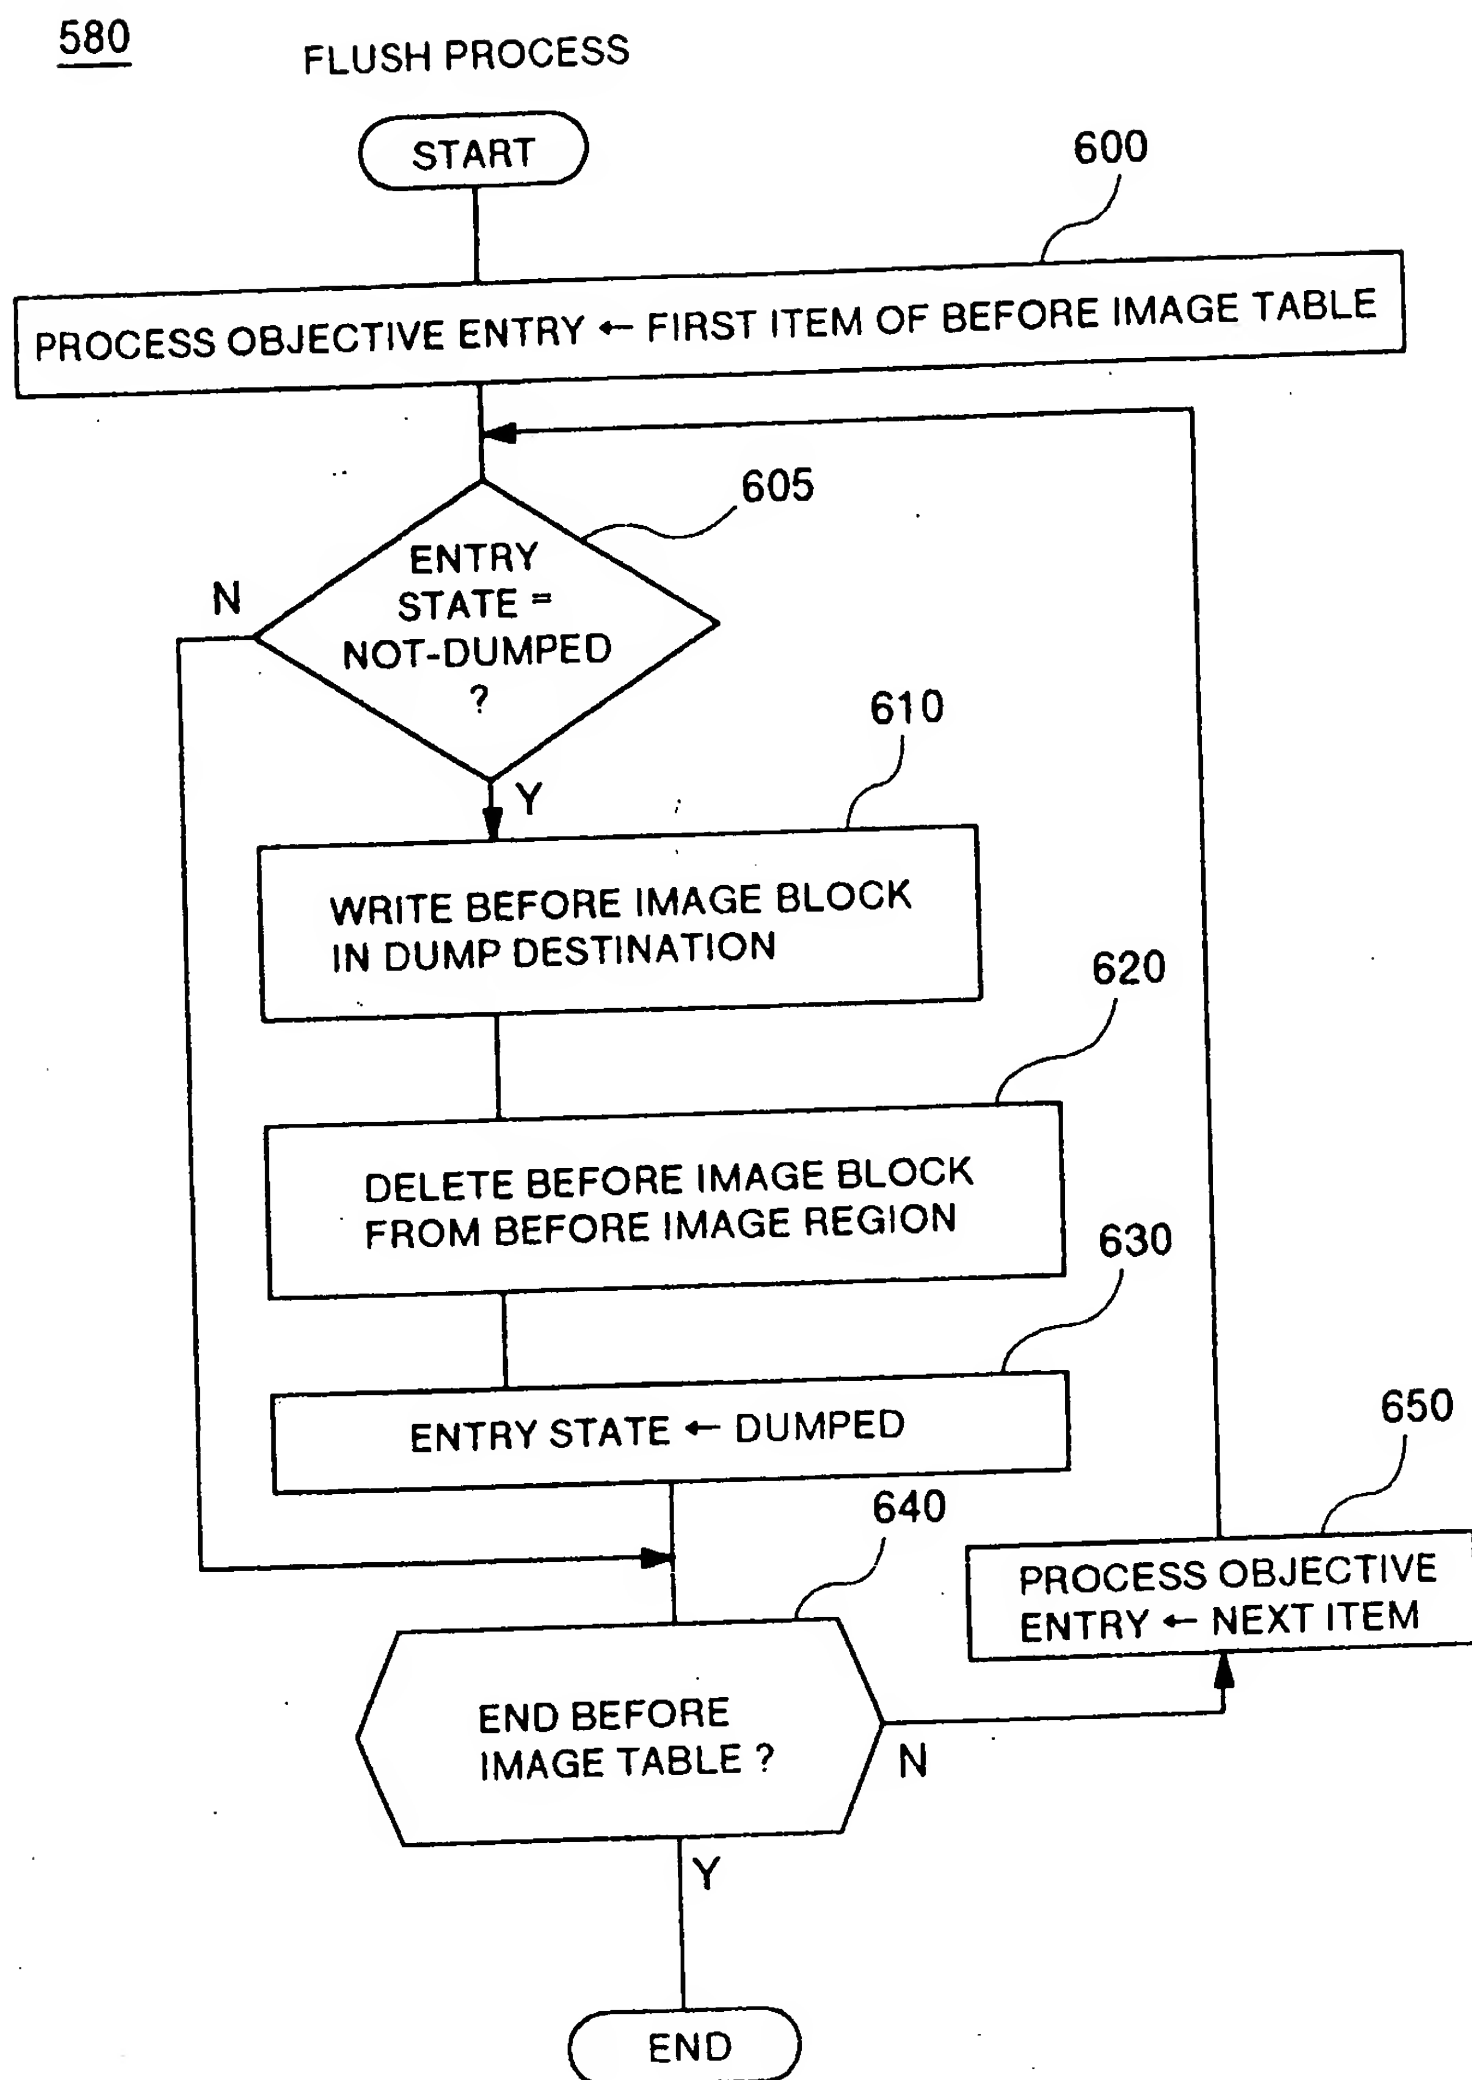 580
FLUSH PROCESS
START
600
PROCESS OBJECTIVE ENTRY ← FIRST ITEM OF BEFORE IMAGE TABLE
605
ENTRY
STATE =
NOT-DUMPED
?
N
Y
610
WRITE BEFORE IMAGE BLOCK
IN DUMP DESTINATION
620
DELETE BEFORE IMAGE BLOCK
FROM BEFORE IMAGE REGION
630
ENTRY STATE ← DUMPED
640
650
PROCESS OBJECTIVE
ENTRY ← NEXT ITEM
END BEFORE
IMAGE TABLE ?
N
Y
END